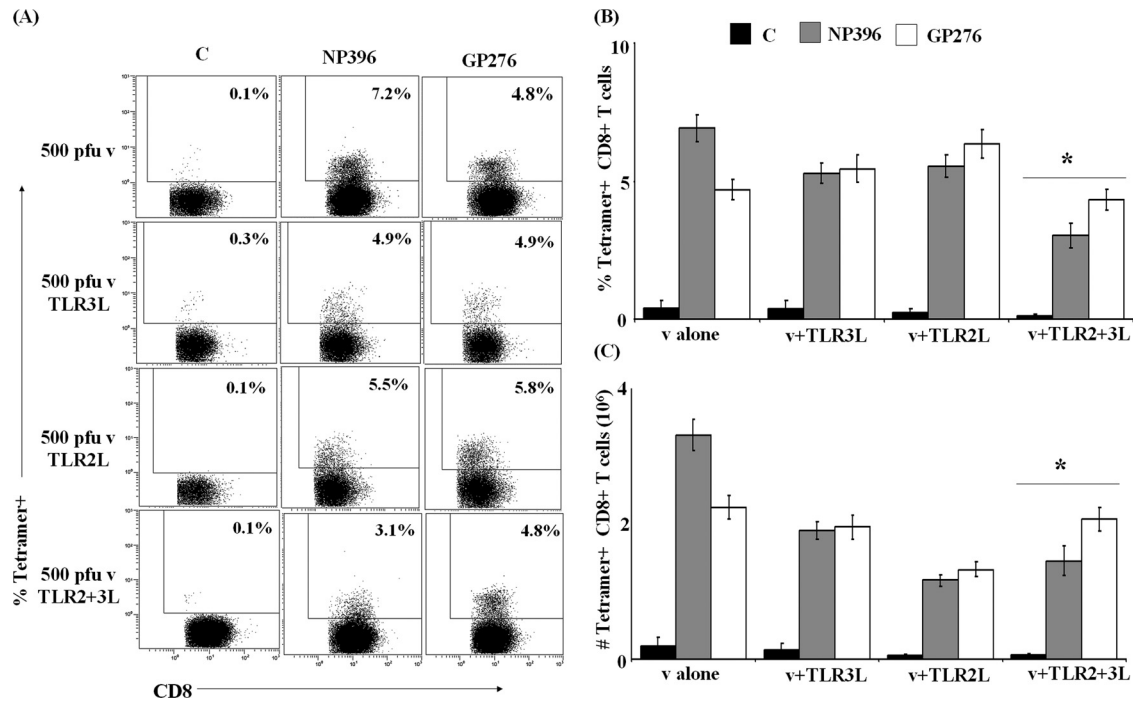 (A)
C NP396 GP276
500 pfu v
0.1% 7.2% 4.8%
500 pfu v
TLR3L
0.3% 4.9% 4.9%
500 pfu v
TLR2L
0.1% 5.5% 5.8%
500 pfu v
TLR2+3L
0.1% 3.1% 4.8%
% Tetramer+
CD8
(B)
C NP396 GP276
% Tetramer+ CD8+ T cells
10
5
0
*
v alone v+TLR3L v+TLR2L v+TLR2+3L
(C)
# Tetramer+ CD8+ T cells (10⁶)
4
2
0
*
v alone v+TLR3L v+TLR2L v+TLR2+3L